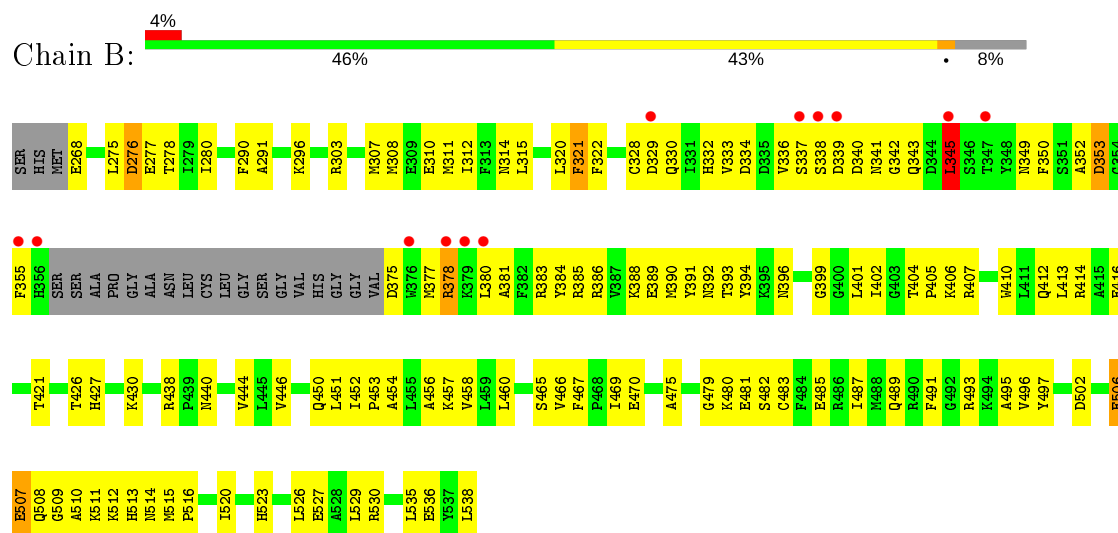 4%
Chain B:
46% 43% • 8%
SER HIS MET E268 L275 D276 E277 T278 I279 I280 F290 A291 K296 R303 M307 M308 E309 E310 M311 I312 F313 N314 L315 L320 F321 F322 C328 D329 Q330 I331 H332 V333 D334 D335 V336 S337 S338 D339 D340 N341 G342 Q343 D344 L345 S346 T347 Y348 N349 F350 S351 A352 D353 G354
F355 H356 SER SER ALA PRO GLY ALA ASN LEU CYS LEU GLY SER GLY VAL HIS GLY GLY VAL D375 W376 M377 R378 K379 L380 A381 F382 R383 Y384 R385 R386 V387 K388 E389 M390 Y391 N392 T393 Y394 K395 N396 G399 G400 L401 I402 G403 T404 P405 K406 R407 W410 L411 Q412 L413 R414 A415 E416
T421 T426 H427 K430 R438 P439 N440 V444 L445 V446 Q450 L451 I452 P453 A454 L455 A456 K457 V458 L459 L460 S465 V466 F467 P468 I469 E470 A475 G479 K480 E481 S482 C483 F484 E485 R486 I487 M488 Q489 R490 F491 G492 R493 K494 A495 V496 Y497 D502 E506
E507 Q508 G509 A510 K511 K512 H513 N514 M515 P516 I520 H523 L526 E527 A528 L529 R530 L535 E536 Y537 L538